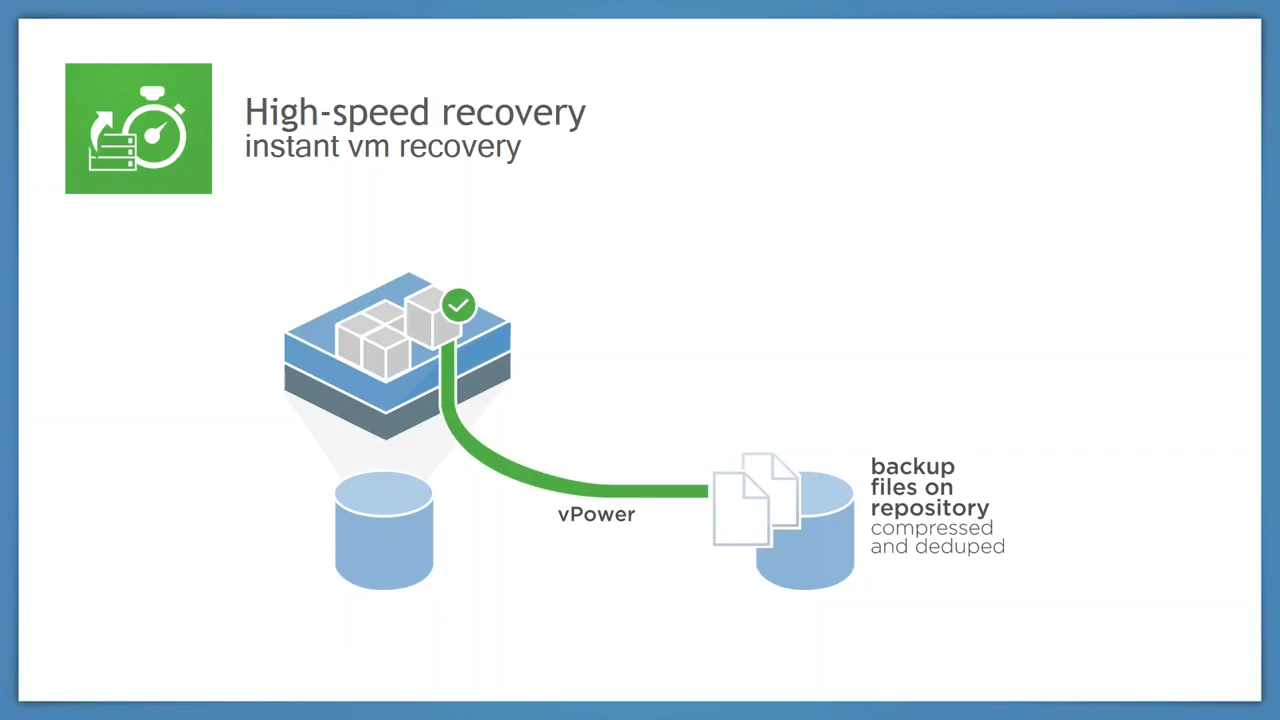 High-speed recovery
instant vm recovery
vPower
backup
files on
repository
compressed
and deduped